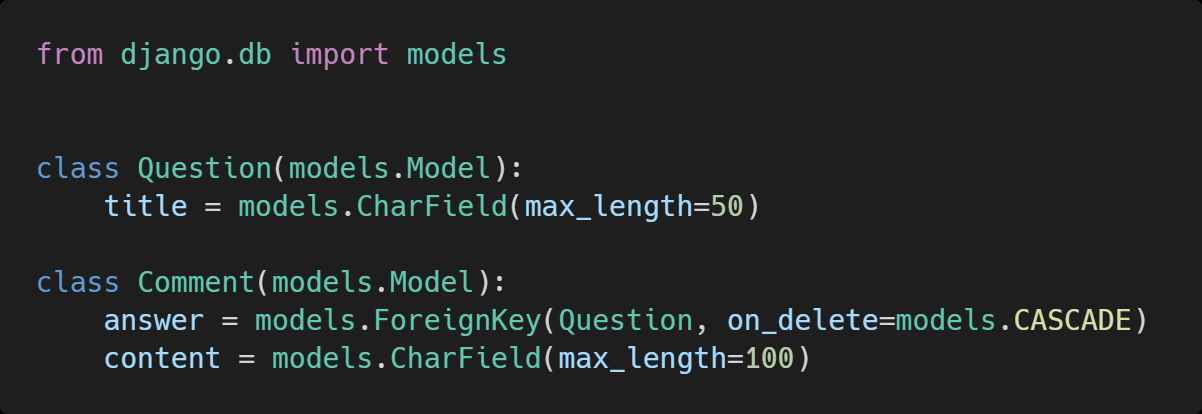 from django.db import models
class Question(models.Model):
    title = models.CharField(max_length=50)
class Comment(models.Model):
    answer = models.ForeignKey(Question, on_delete=models.CASCADE)
    content = models.CharField(max_length=100)